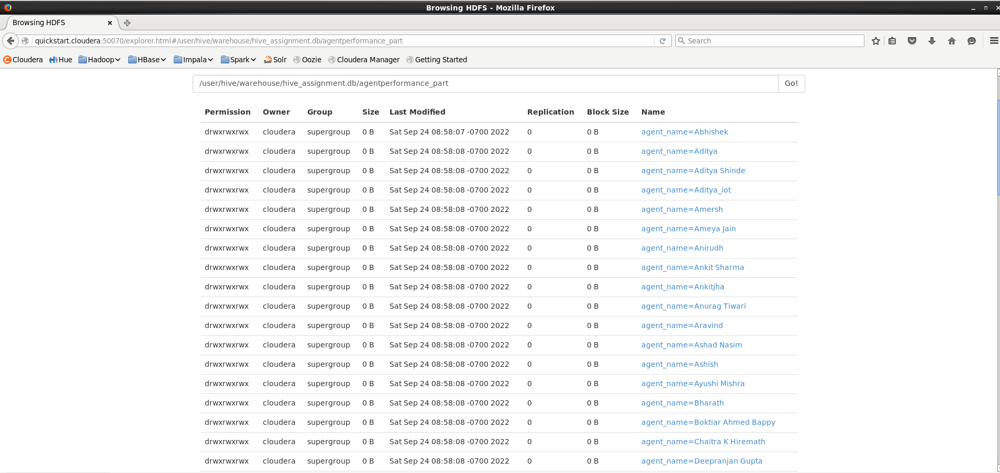 Browsing HDFS - Mozilla Firefox
Browsing HDFS
quickstart.cloudera:50070/explorer.html#/user/hive/warehouse/hive_assignment.db/agentperformance_part
Search
Cloudera Hue Hadoop HBase Impala Spark Solr Oozie Cloudera Manager Getting Started
/user/hive/warehouse/hive_assignment.db/agentperformance_part Go!
Permission Owner Group Size Last Modified Replication Block Size Name
drwxrwxrwx cloudera supergroup 0 B Sat Sep 24 08:58:07 -0700 2022 0 0 B agent_name=Abhishek
drwxrwxrwx cloudera supergroup 0 B Sat Sep 24 08:58:08 -0700 2022 0 0 B agent_name=Aditya
drwxrwxrwx cloudera supergroup 0 B Sat Sep 24 08:58:08 -0700 2022 0 0 B agent_name=Aditya Shinde
drwxrwxrwx cloudera supergroup 0 B Sat Sep 24 08:58:08 -0700 2022 0 0 B agent_name=Aditya_iot
drwxrwxrwx cloudera supergroup 0 B Sat Sep 24 08:58:08 -0700 2022 0 0 B agent_name=Amersh
drwxrwxrwx cloudera supergroup 0 B Sat Sep 24 08:58:08 -0700 2022 0 0 B agent_name=Ameya Jain
drwxrwxrwx cloudera supergroup 0 B Sat Sep 24 08:58:08 -0700 2022 0 0 B agent_name=Anirudh
drwxrwxrwx cloudera supergroup 0 B Sat Sep 24 08:58:08 -0700 2022 0 0 B agent_name=Ankit Sharma
drwxrwxrwx cloudera supergroup 0 B Sat Sep 24 08:58:08 -0700 2022 0 0 B agent_name=Ankitjha
drwxrwxrwx cloudera supergroup 0 B Sat Sep 24 08:58:08 -0700 2022 0 0 B agent_name=Anurag Tiwari
drwxrwxrwx cloudera supergroup 0 B Sat Sep 24 08:58:08 -0700 2022 0 0 B agent_name=Aravind
drwxrwxrwx cloudera supergroup 0 B Sat Sep 24 08:58:08 -0700 2022 0 0 B agent_name=Ashad Nasim
drwxrwxrwx cloudera supergroup 0 B Sat Sep 24 08:58:08 -0700 2022 0 0 B agent_name=Ashish
drwxrwxrwx cloudera supergroup 0 B Sat Sep 24 08:58:08 -0700 2022 0 0 B agent_name=Ayushi Mishra
drwxrwxrwx cloudera supergroup 0 B Sat Sep 24 08:58:08 -0700 2022 0 0 B agent_name=Bharath
drwxrwxrwx cloudera supergroup 0 B Sat Sep 24 08:58:08 -0700 2022 0 0 B agent_name=Boktiar Ahmed Bappy
drwxrwxrwx cloudera supergroup 0 B Sat Sep 24 08:58:08 -0700 2022 0 0 B agent_name=Chaitra K Hiremath
drwxrwxrwx cloudera supergroup 0 B Sat Sep 24 08:58:08 -0700 2022 0 0 B agent_name=Deepranjan Gupta